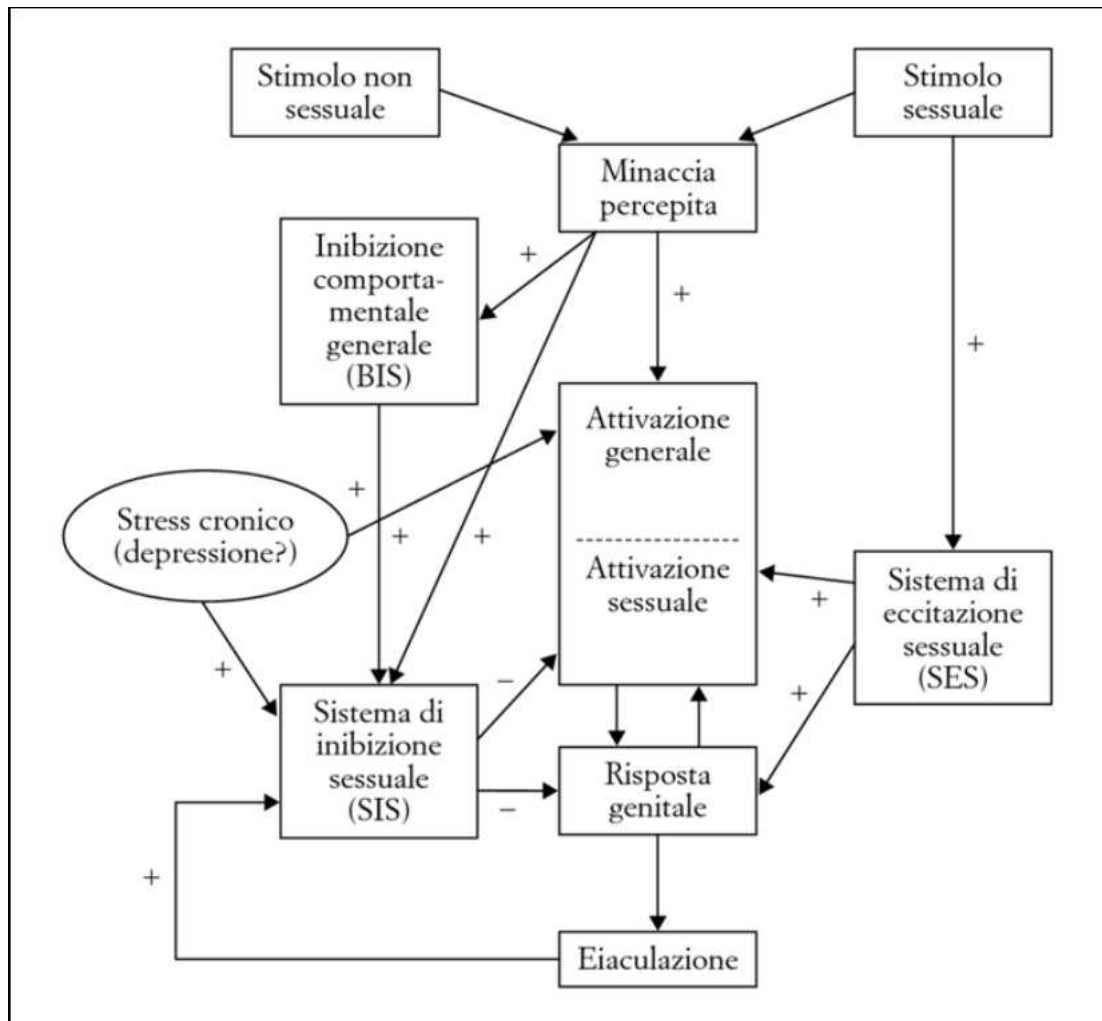 Stimolo non
sessuale
Stimolo
sessuale
Minaccia
percepita
Inibizione
comporta-
mentale
generale
(BIS)
+
+
+
Attivazione
generale
Stress cronico
(depressione?)
+
+
+
Attivazione
sessuale
+
Sistema di
eccitazione
sessuale
(SES)
+
–
+
Sistema di
inibizione
sessuale
(SIS)
–
Risposta
genitale
+
Eiaculazione